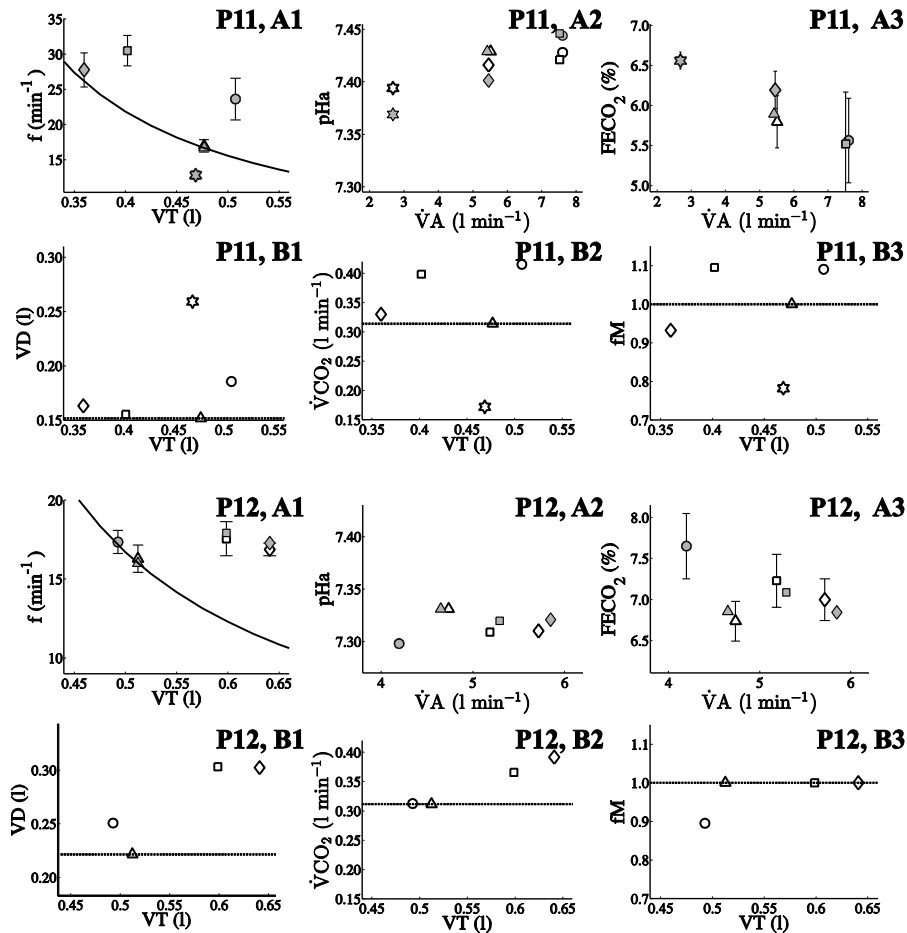 P11, A1
35
30
25
20
15
f (min⁻¹)
0.35 0.4 0.45 0.5 0.55
VT (l)
P11, A2
7.45
7.40
7.35
7.30
pHa
2 3 4 5 6 7 8
V̇A (l min⁻¹)
P11, A3
7.0
6.5
6.0
5.5
5.0
FECO₂ (%)
2 3 4 5 6 7 8
V̇A (l min⁻¹)
P11, B1
0.30
0.25
0.20
0.15
VD (l)
0.35 0.4 0.45 0.5 0.55
VT (l)
P11, B2
0.40
0.35
0.30
0.25
0.20
0.15
V̇CO₂ (l min⁻¹)
0.35 0.4 0.45 0.5 0.55
VT (l)
P11, B3
1.1
1.0
0.9
0.8
0.7
fM
0.35 0.4 0.45 0.5 0.55
VT (l)
P12, A1
20
15
10
f (min⁻¹)
0.45 0.5 0.55 0.6 0.65
VT (l)
P12, A2
7.40
7.35
7.30
pHa
4 5 6
V̇A (l min⁻¹)
P12, A3
8.0
7.5
7.0
6.5
FECO₂ (%)
4 5 6
V̇A (l min⁻¹)
P12, B1
0.30
0.25
0.20
VD (l)
0.45 0.5 0.55 0.6 0.65
VT (l)
P12, B2
0.40
0.35
0.30
0.25
0.20
0.15
V̇CO₂ (l min⁻¹)
0.45 0.5 0.55 0.6 0.65
VT (l)
P12, B3
1.1
1.0
0.9
0.8
0.7
fM
0.45 0.5 0.55 0.6 0.65
VT (l)